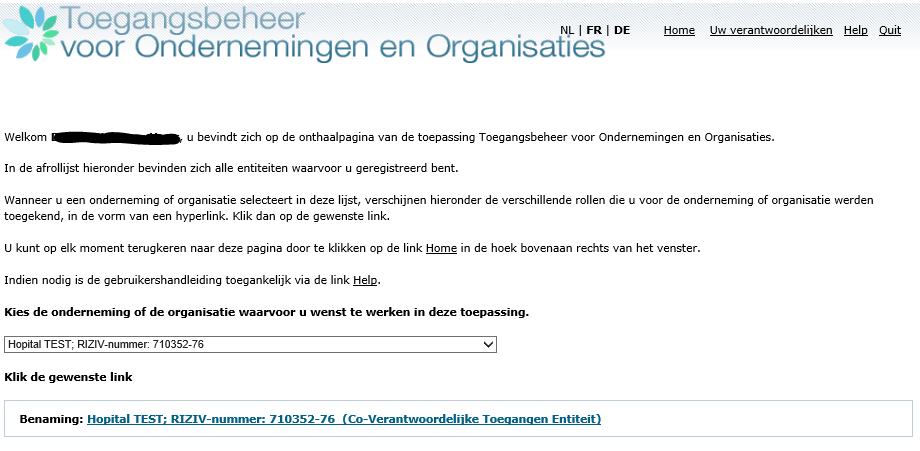 Toegangsbeheer
voor Ondernemingen en Organisaties
NL | FR | DE Home Uw verantwoordelijken Help Quit
Welkom , u bevindt zich op de onthaalpagina van de toepassing Toegangsbeheer voor Ondernemingen en Organisaties.
In de afrollijst hieronder bevinden zich alle entiteiten waarvoor u geregistreerd bent.
Wanneer u een onderneming of organisatie selecteert in deze lijst, verschijnen hieronder de verschillende rollen die u voor de onderneming of organisatie werden
toegekend, in de vorm van een hyperlink. Klik dan op de gewenste link.
U kunt op elk moment terugkeren naar deze pagina door te klikken op de link Home in de hoek bovenaan rechts van het venster.
Indien nodig is de gebruikershandleiding toegankelijk via de link Help.
Kies de onderneming of de organisatie waarvoor u wenst te werken in deze toepassing.
Hopital TEST; RIZIV-nummer: 710352-76
Klik de gewenste link
Benaming: Hopital TEST; RIZIV-nummer: 710352-76 (Co-Verantwoordelijke Toegangen Entiteit)